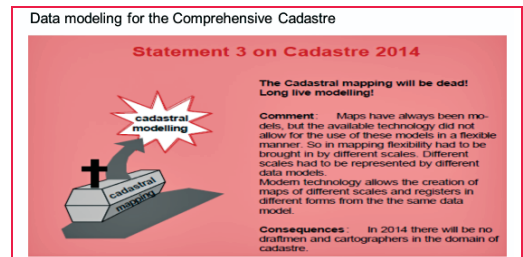 Data modeling for the Comprehensive Cadastre
Statement 3 on Cadastre 2014
cadastral
modelling
cadastral
mapping
The Cadastral mapping will be dead!
Long live modelling!
Comment: Maps have always been mo-
dels, but the available technology did not
allow for the use of these models in a flexible
manner. So in mapping flexibility had to be
brought in by different scales. Different
scales had to be represented by different
data models.
Modern technology allows the creation of
maps of different scales and registers in
different forms from the the same data
model.
Consequences: In 2014 there will be no
draftmen and cartographers in the domain of
cadastre.